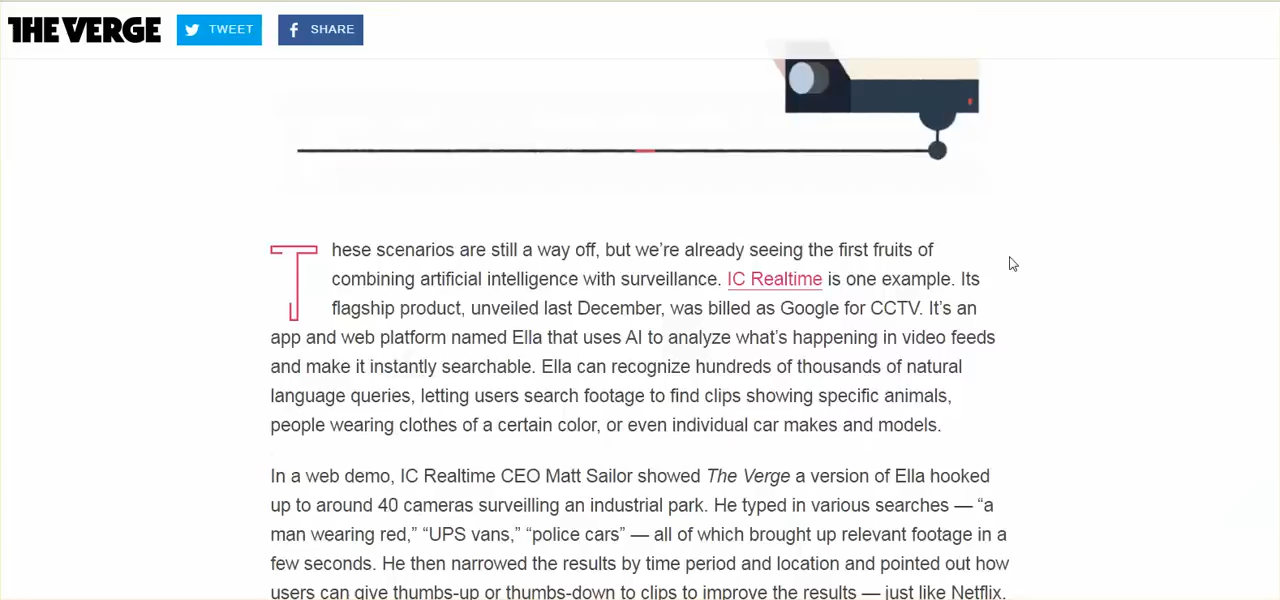 THE VERGE
TWEET
SHARE
These scenarios are still a way off, but we’re already seeing the first fruits of
combining artificial intelligence with surveillance. IC Realtime is one example. Its
flagship product, unveiled last December, was billed as Google for CCTV. It’s an
app and web platform named Ella that uses AI to analyze what’s happening in video feeds
and make it instantly searchable. Ella can recognize hundreds of thousands of natural
language queries, letting users search footage to find clips showing specific animals,
people wearing clothes of a certain color, or even individual car makes and models.
In a web demo, IC Realtime CEO Matt Sailor showed The Verge a version of Ella hooked
up to around 40 cameras surveilling an industrial park. He typed in various searches — “a
man wearing red,” “UPS vans,” “police cars” — all of which brought up relevant footage in a
few seconds. He then narrowed the results by time period and location and pointed out how
users can give thumbs-up or thumbs-down to clips to improve the results — just like Netflix.